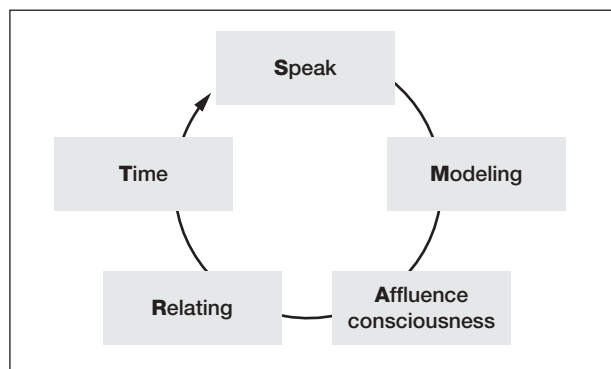 Speak
Modeling
Affluence
consciousness
Relating
Time